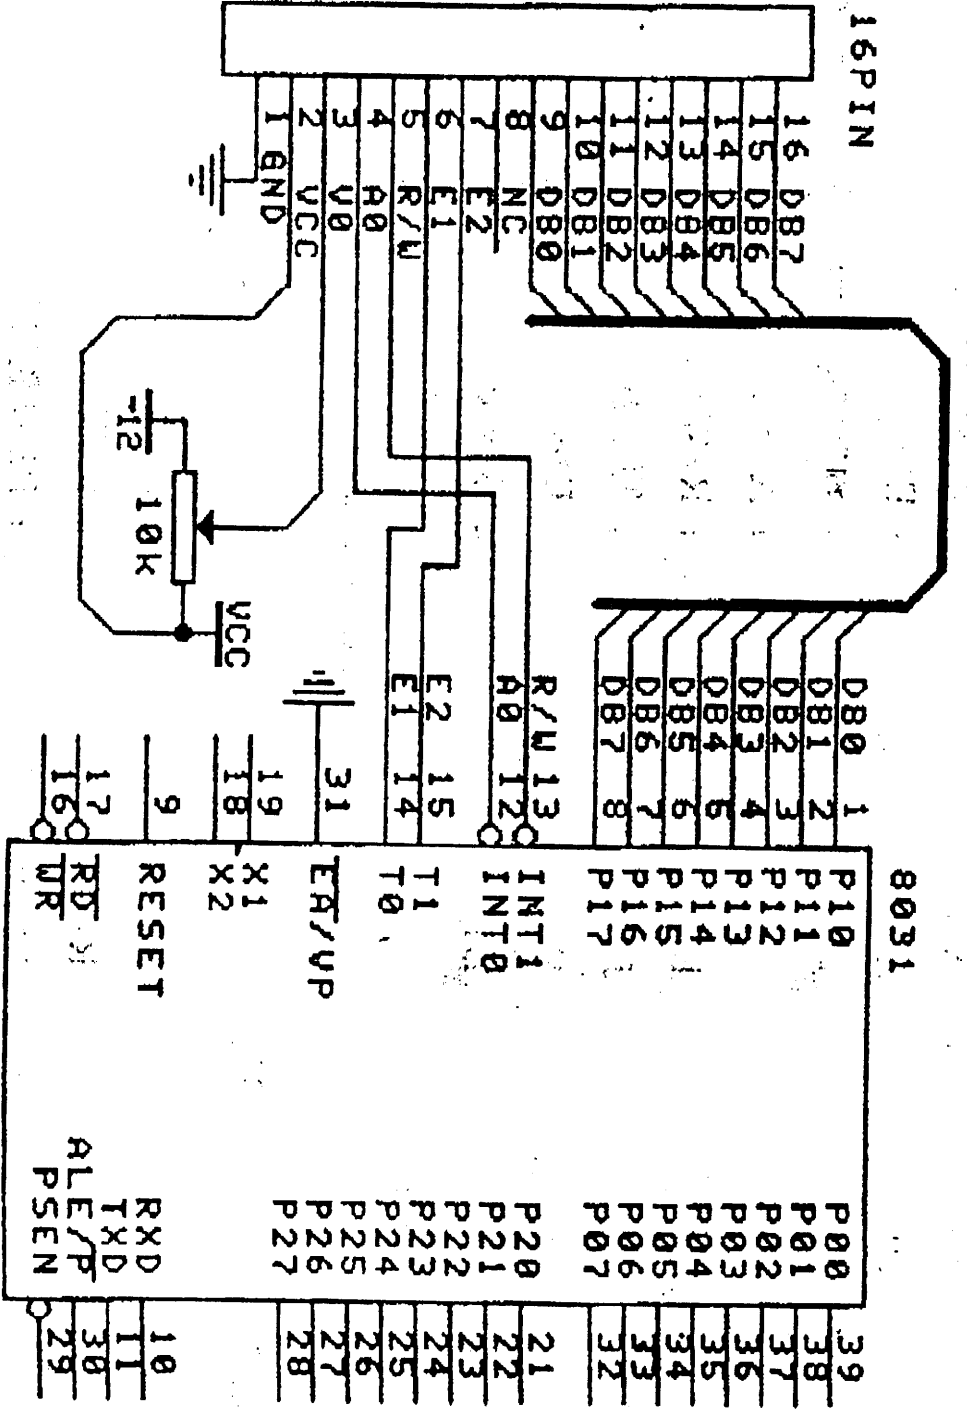 16PIN
16 DB7
15 DB6
14 DB5
13 DB4
12 DB3
11 DB2
10 DB1
9 DB0
8 NC
7 E2
6 E1
5 R/W
4 A0
3 V0
2 VCC
1 GND
-12
10K
VCC
8031
DB0 1 P10
DB1 2 P11
DB2 3 P12
DB3 4 P13
DB4 5 P14
DB5 6 P15
DB6 7 P16
DB7 8 P17
R/W 13 INT1
A0 12 INT0
E2 15 T1
E1 14 T0
31 EA/VP
19 X1
18 X2
9 RESET
17 RD
16 WR
P00 39
P01 38
P02 37
P03 36
P04 35
P05 34
P06 33
P07 32
P20 21
P21 22
P22 23
P23 24
P24 25
P25 26
P26 27
P27 28
RXD 10
TXD 11
ALE/P 30
PSEN 29